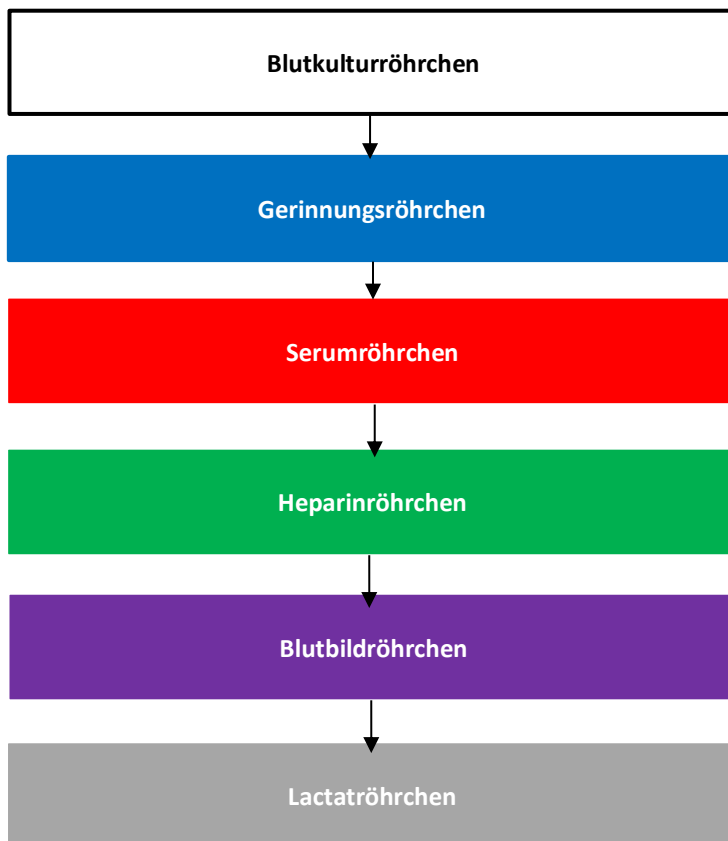 Blutkulturröhrchen
Gerinnungsröhrchen
Serumröhrchen
Heparinröhrchen
Blutbildröhrchen
Lactatröhrchen